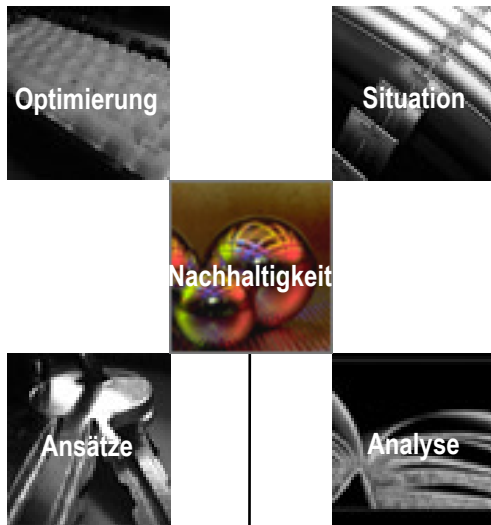 Optimierung
Situation
Nachhaltigkeit
Ansätze
Analyse